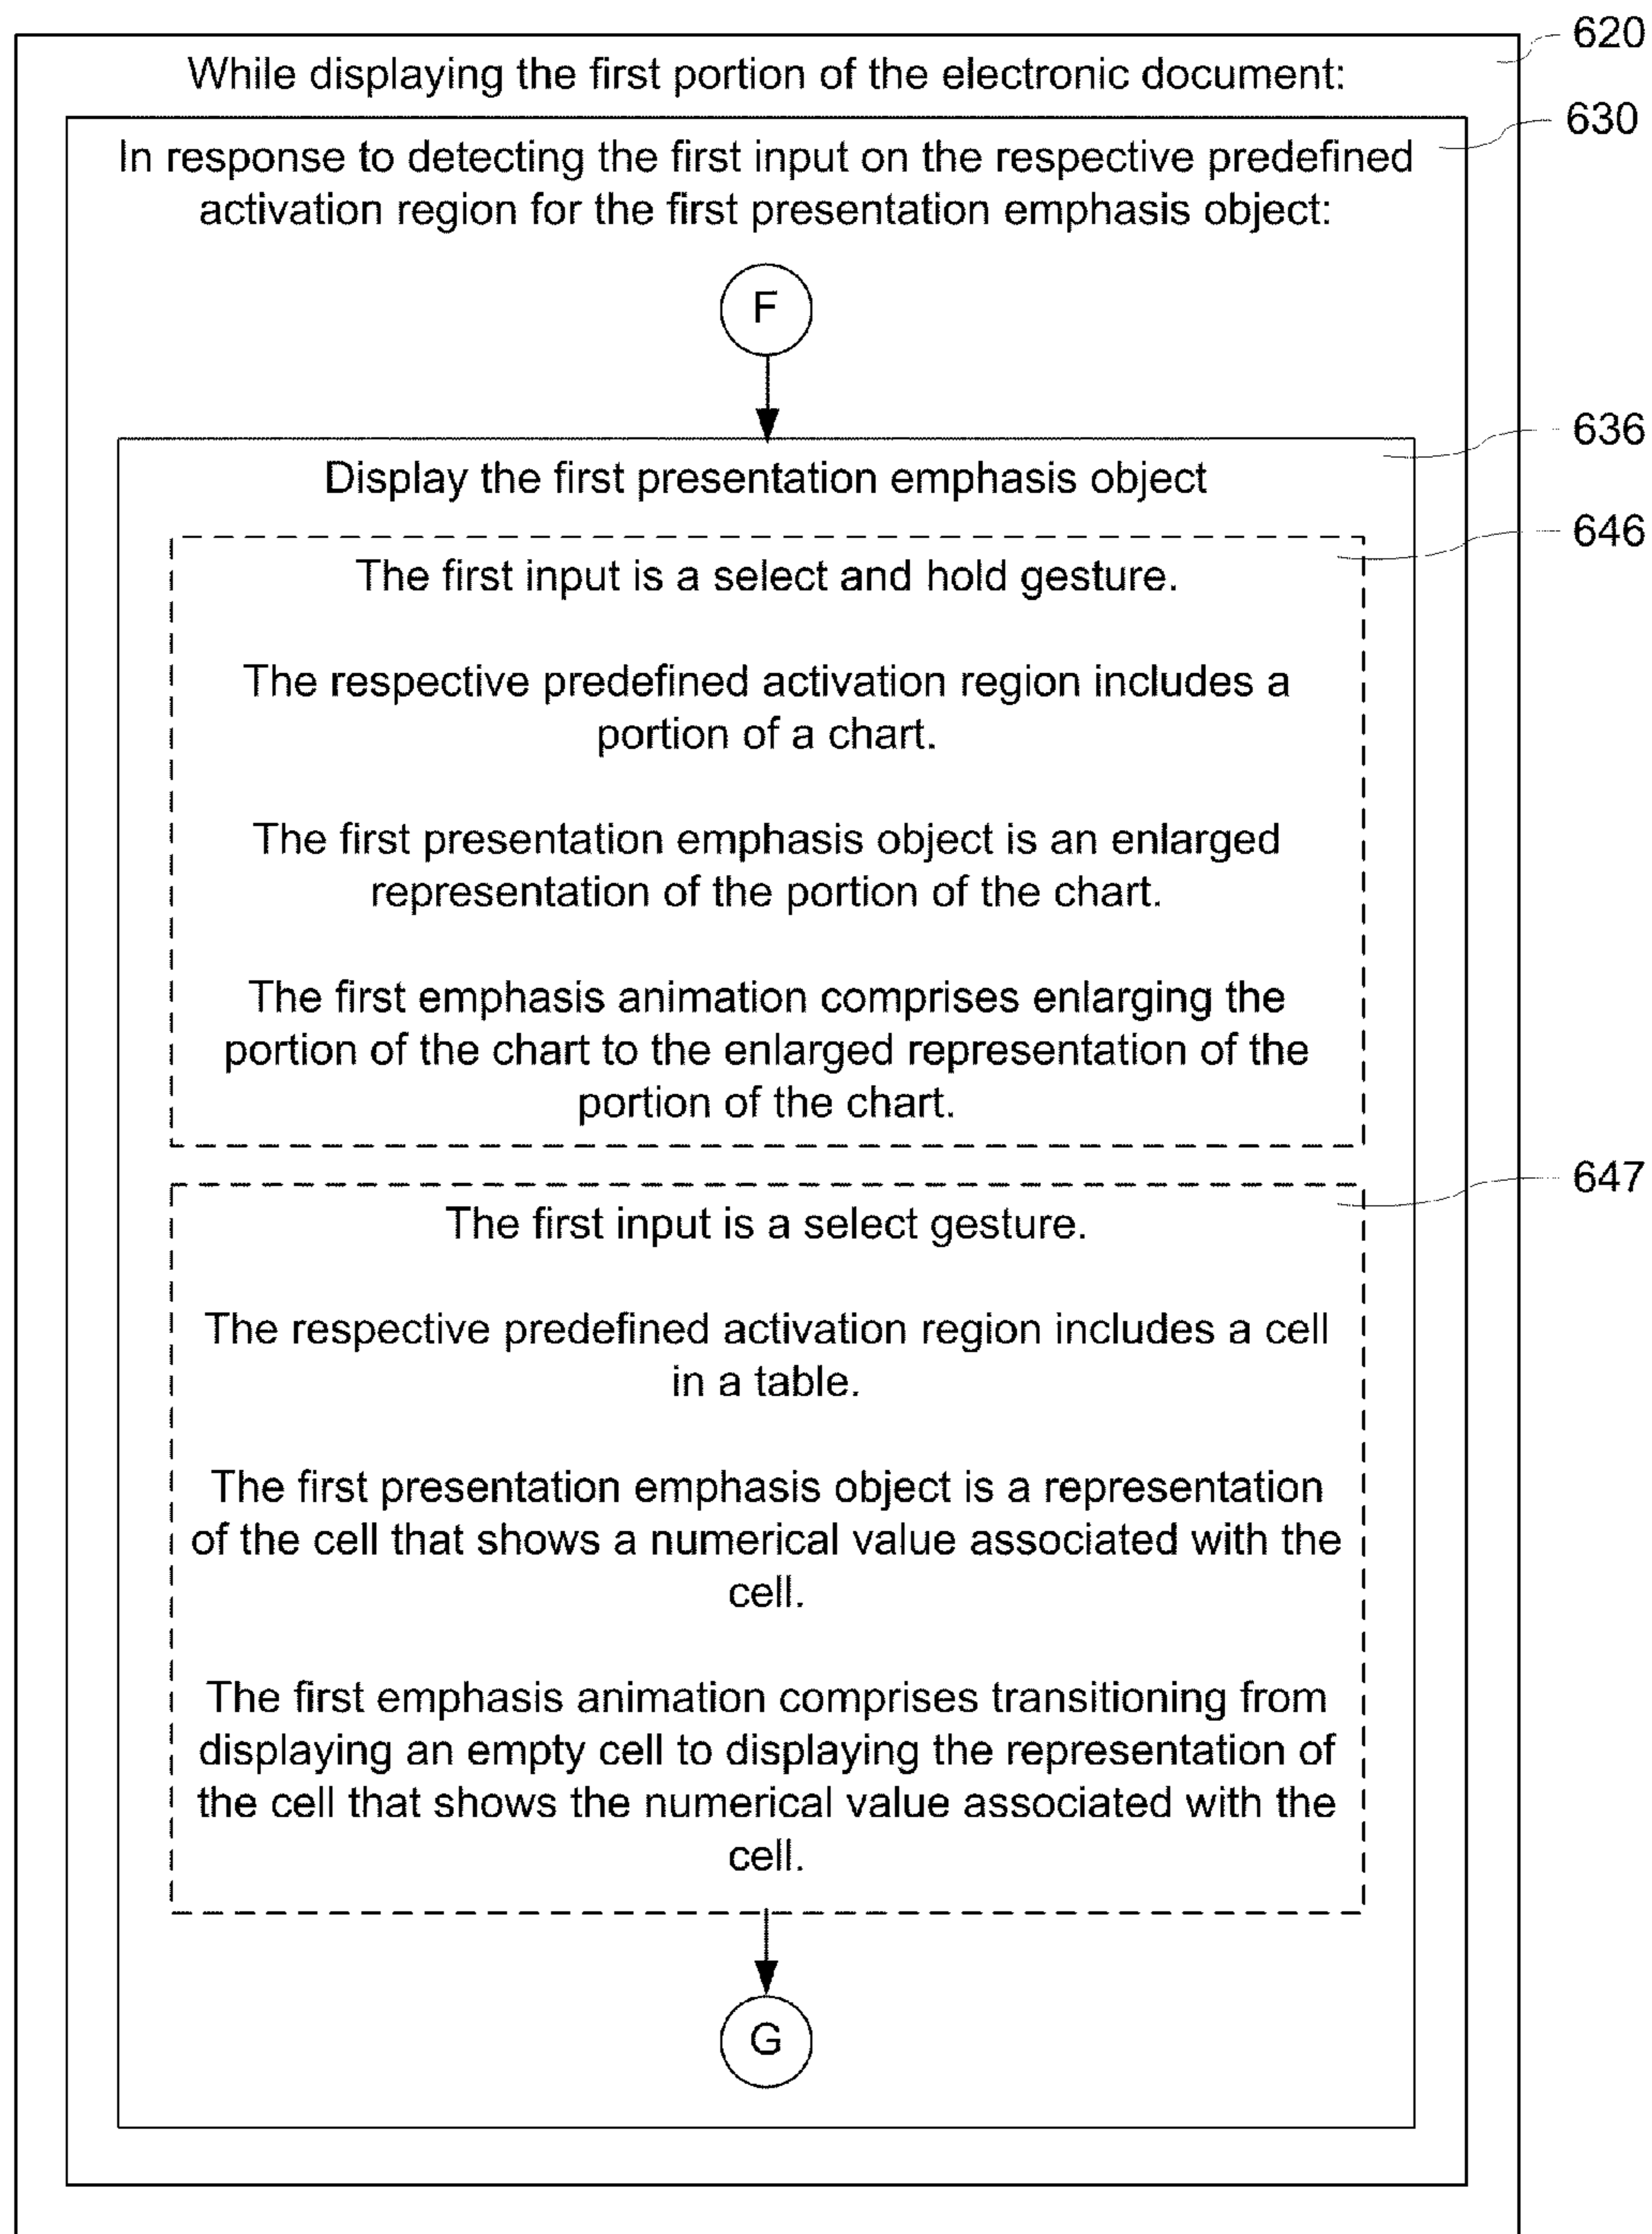 620
While displaying the first portion of the electronic document:
630
In response to detecting the first input on the respective predefined
activation region for the first presentation emphasis object:
F
636
Display the first presentation emphasis object
646
The first input is a select and hold gesture.
The respective predefined activation region includes a
portion of a chart.
The first presentation emphasis object is an enlarged
representation of the portion of the chart.
The first emphasis animation comprises enlarging the
portion of the chart to the enlarged representation of the
portion of the chart.
647
The first input is a select gesture.
The respective predefined activation region includes a cell
in a table.
The first presentation emphasis object is a representation
of the cell that shows a numerical value associated with the
cell.
The first emphasis animation comprises transitioning from
displaying an empty cell to displaying the representation of
the cell that shows the numerical value associated with the
cell.
G